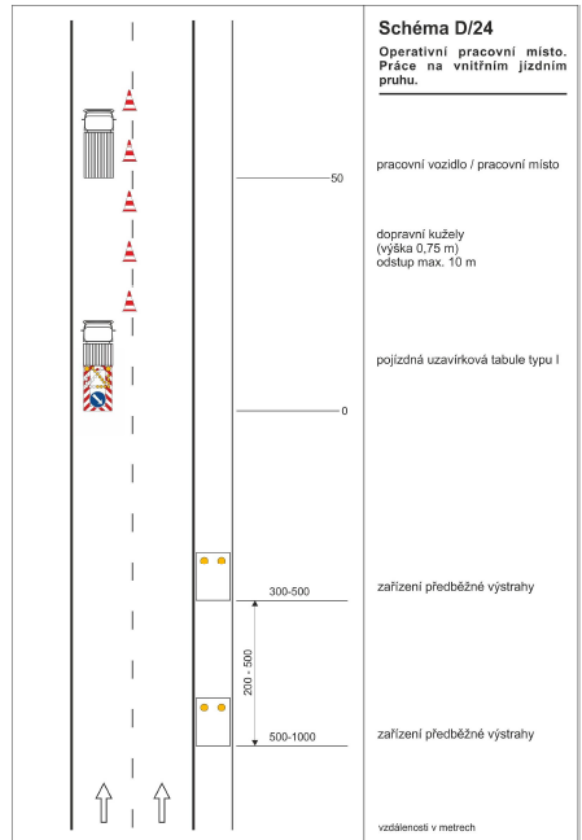 Schéma D/24
Operativní pracovní místo.
Práce na vnitřním jízdním
pruhu.
pracovní vozidlo / pracovní místo
50
dopravní kužely
(výška 0,75 m)
odstup max. 10 m
pojízdná uzavírková tabule typu I
0
300-500
zařízení předběžné výstrahy
200 - 500
500-1000
zařízení předběžné výstrahy
vzdálenosti v metrech